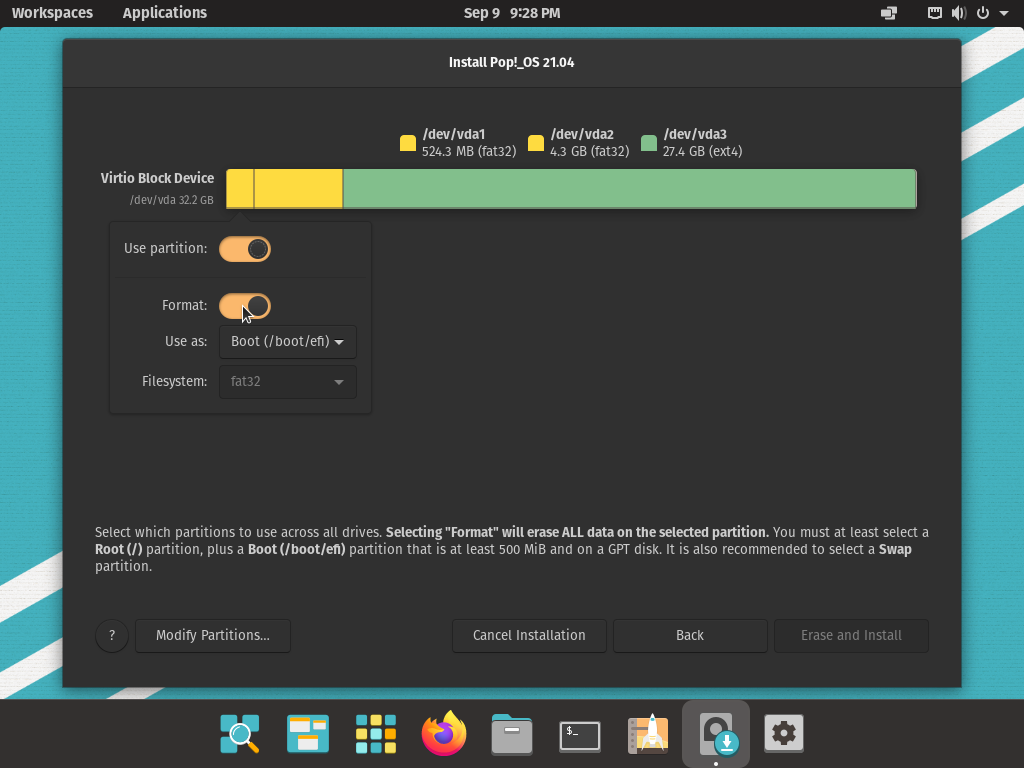 Workspaces Applications Sep 9 9:28 PM
Install Pop!_OS 21.04
/dev/vda1 /dev/vda2 /dev/vda3
524.3 MB (fat32) 4.3 GB (fat32) 27.4 GB (ext4)
Virtio Block Device
/dev/vda 32.2 GB
Use partition:
Format:
Use as: Boot (/boot/efi)
Filesystem: fat32
Select which partitions to use across all drives. Selecting "Format" will erase ALL data on the selected partition. You must at least select a
Root (/) partition, plus a Boot (/boot/efi) partition that is at least 500 MiB and on a GPT disk. It is also recommended to select a Swap
partition.
? Modify Partitions... Cancel Installation Back Erase and Install
$_